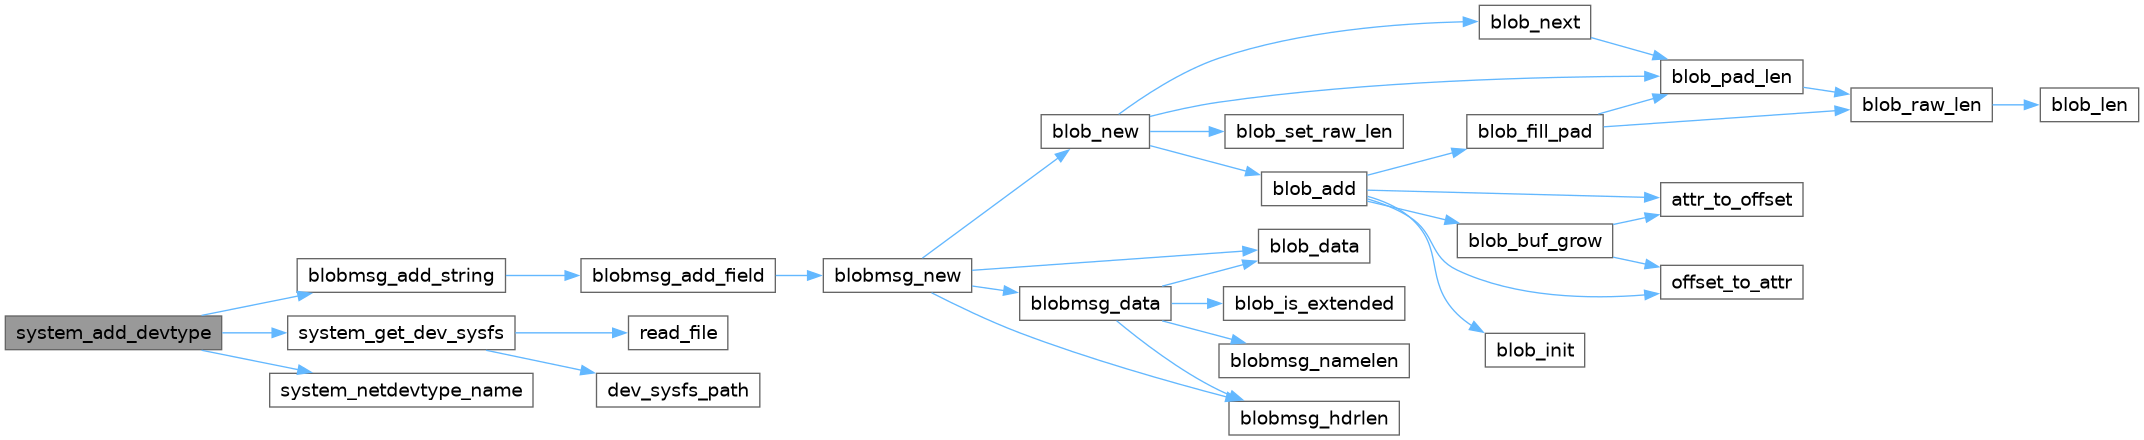 system_add_devtype
blobmsg_add_string
system_get_dev_sysfs
system_netdevtype_name
blobmsg_add_field
read_file
dev_sysfs_path
blobmsg_new
blob_new
blobmsg_data
blob_next
blob_set_raw_len
blob_add
blob_data
blob_is_extended
blobmsg_namelen
blobmsg_hdrlen
blob_fill_pad
blob_buf_grow
blob_init
blob_pad_len
attr_to_offset
offset_to_attr
blob_raw_len
blob_len